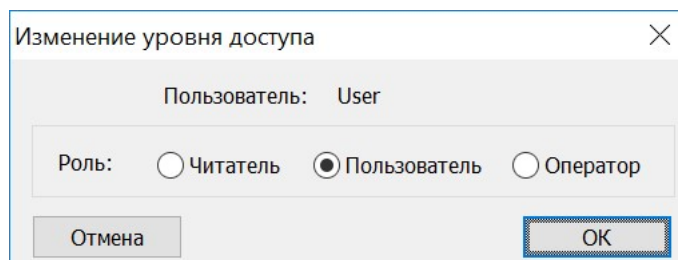 Изменение уровня доступа
Пользователь: User
Роль: Читатель Пользователь Оператор
Отмена OK